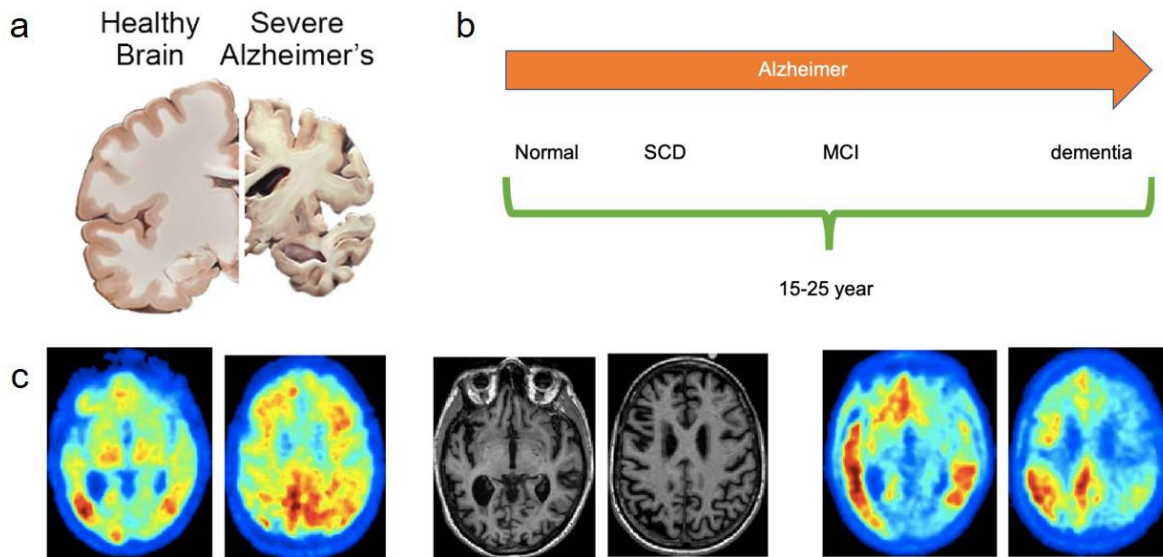 a
Healthy Brain
Severe Alzheimer's
b
Alzheimer
Normal SCD MCI dementia
15-25 year
c